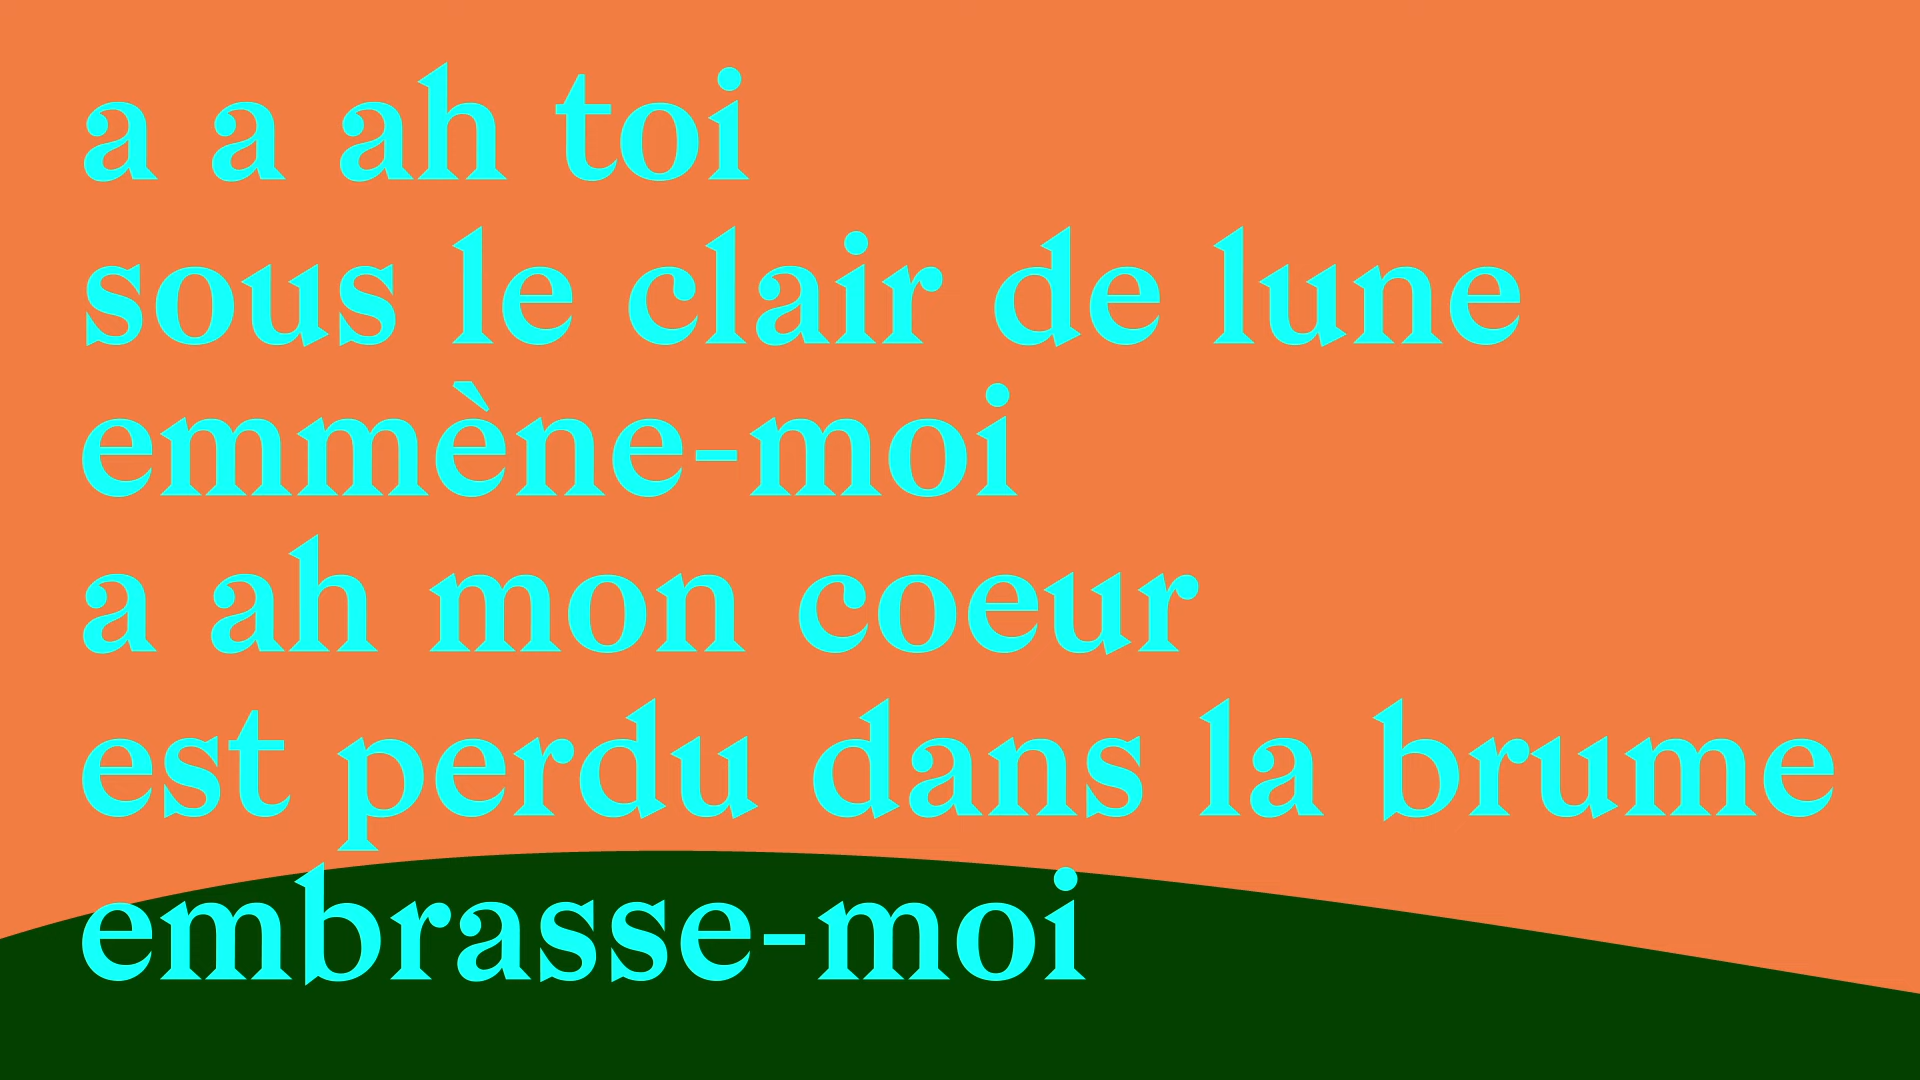 a a ah toi
sous le clair de lune
emmène-moi
a ah mon coeur
est perdu dans la brume
embrasse-moi